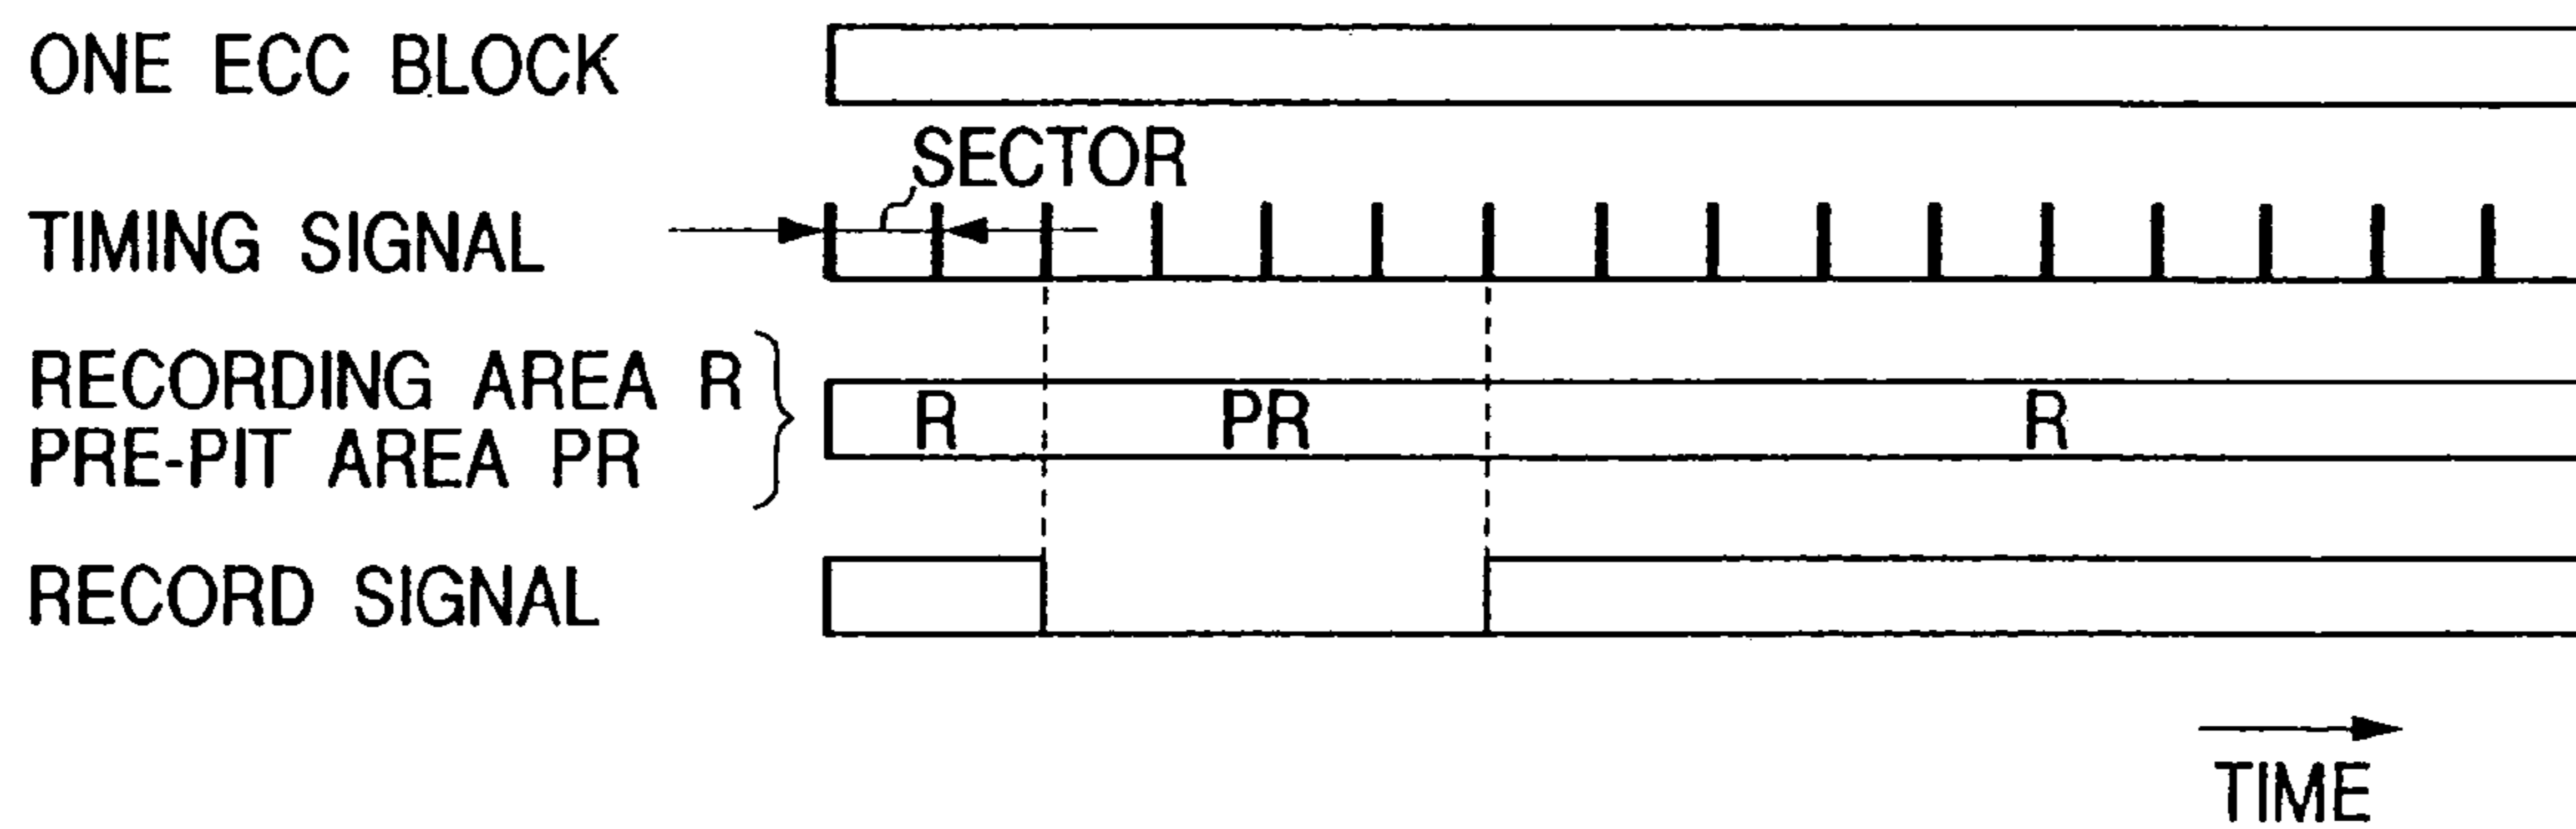 ONE ECC BLOCK
SECTOR
TIMING SIGNAL
RECORDING AREA R
PRE-PIT AREA PR
R
PR
R
RECORD SIGNAL
TIME